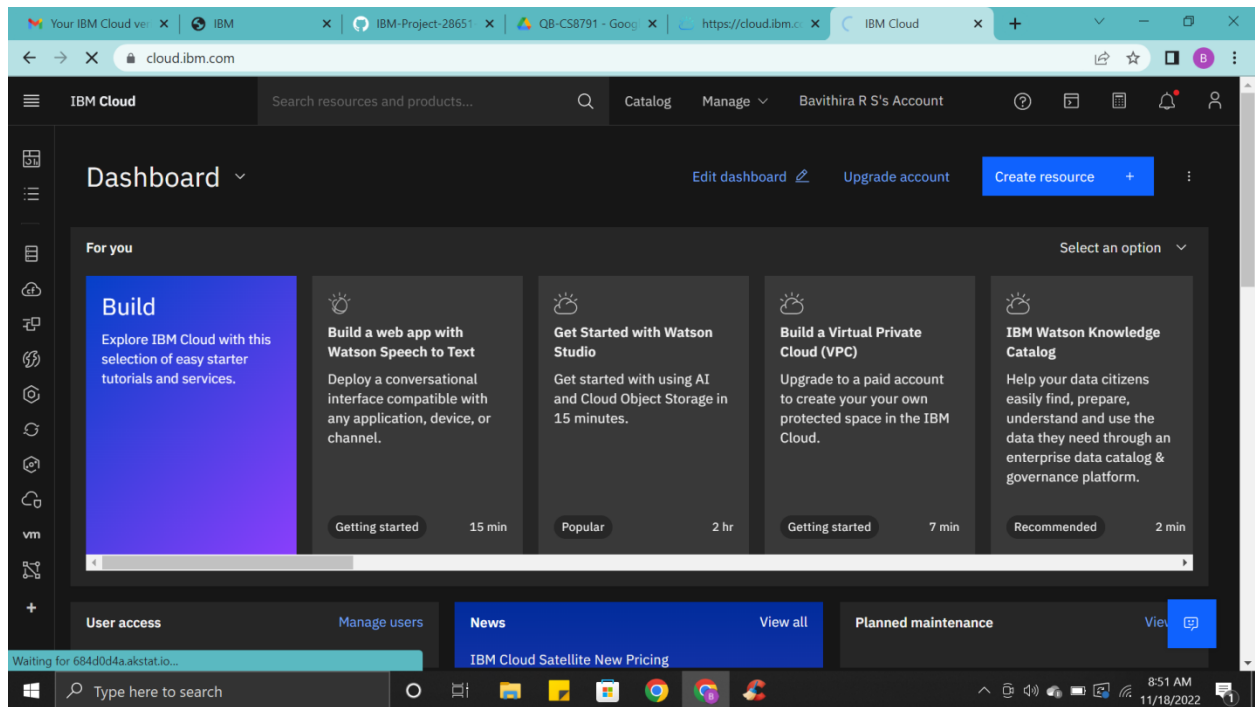 Your IBM Cloud ver
IBM
IBM-Project-28651
QB-CS8791 - Goog
https://cloud.ibm.c
IBM Cloud
cloud.ibm.com
B
IBM Cloud
Search resources and products...
Catalog
Manage
Bavithira R S's Account
Dashboard
Edit dashboard
Upgrade account
Create resource +
For you
Select an option
Build
Explore IBM Cloud with this
selection of easy starter
tutorials and services.
Build a web app with
Watson Speech to Text
Deploy a conversational
interface compatible with
any application, device, or
channel.
Getting started
15 min
Get Started with Watson
Studio
Get started with using AI
and Cloud Object Storage in
15 minutes.
Popular
2 hr
Build a Virtual Private
Cloud (VPC)
Upgrade to a paid account
to create your your own
protected space in the IBM
Cloud.
Getting started
7 min
IBM Watson Knowledge
Catalog
Help your data citizens
easily find, prepare,
understand and use the
data they need through an
enterprise data catalog &
governance platform.
Recommended
2 min
vm
User access
Manage users
News
View all
IBM Cloud Satellite New Pricing
Planned maintenance
Waiting for 684d0d4a.akstat.io...
Type here to search
8:51 AM
11/18/2022
1